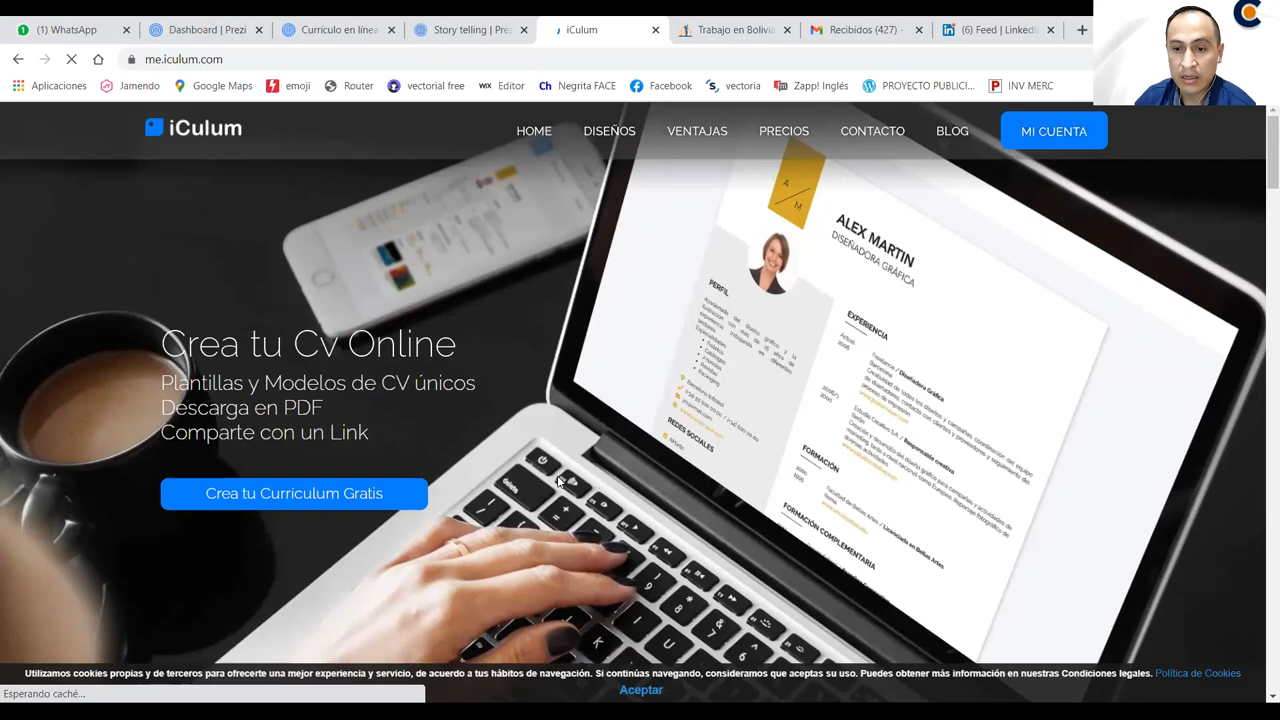 (1) WhatsApp
Dashboard | Prezi
Currículo en línea
Story telling | Prez
iCulum
Trabajo en Bolivia
Recibidos (427) -
(6) Feed | LinkedIn
me.iculum.com
Aplicaciones
Jamendo
Google Maps
emoji
Router
vectorial free
WIX Editor
Ch Negrita FACE
Facebook
vectoria
Zapp! Inglés
PROYECTO PUBLICI...
INV MERC
iCulum
HOME
DISEÑOS
VENTAJAS
PRECIOS
CONTACTO
BLOG
MI CUENTA
A
M
ALEX MARTIN
DISEÑADORA GRÁFICA
PERFIL
EXPERIENCIA
REDES SOCIALES
FORMACIÓN
FORMACIÓN COMPLEMENTARIA
Crea tu Cv Online
Plantillas y Modelos de CV únicos
Descarga en PDF
Comparte con un Link
Crea tu Currículum Gratis
delete
Utilizamos cookies propias y de terceros para ofrecerte una mejor experiencia y servicio, de acuerdo a tus hábitos de navegación. Si continúas navegando, consideramos que aceptas su uso. Puedes obtener más información en nuestras Condiciones legales. Política de Cookies
Aceptar
Esperando caché...